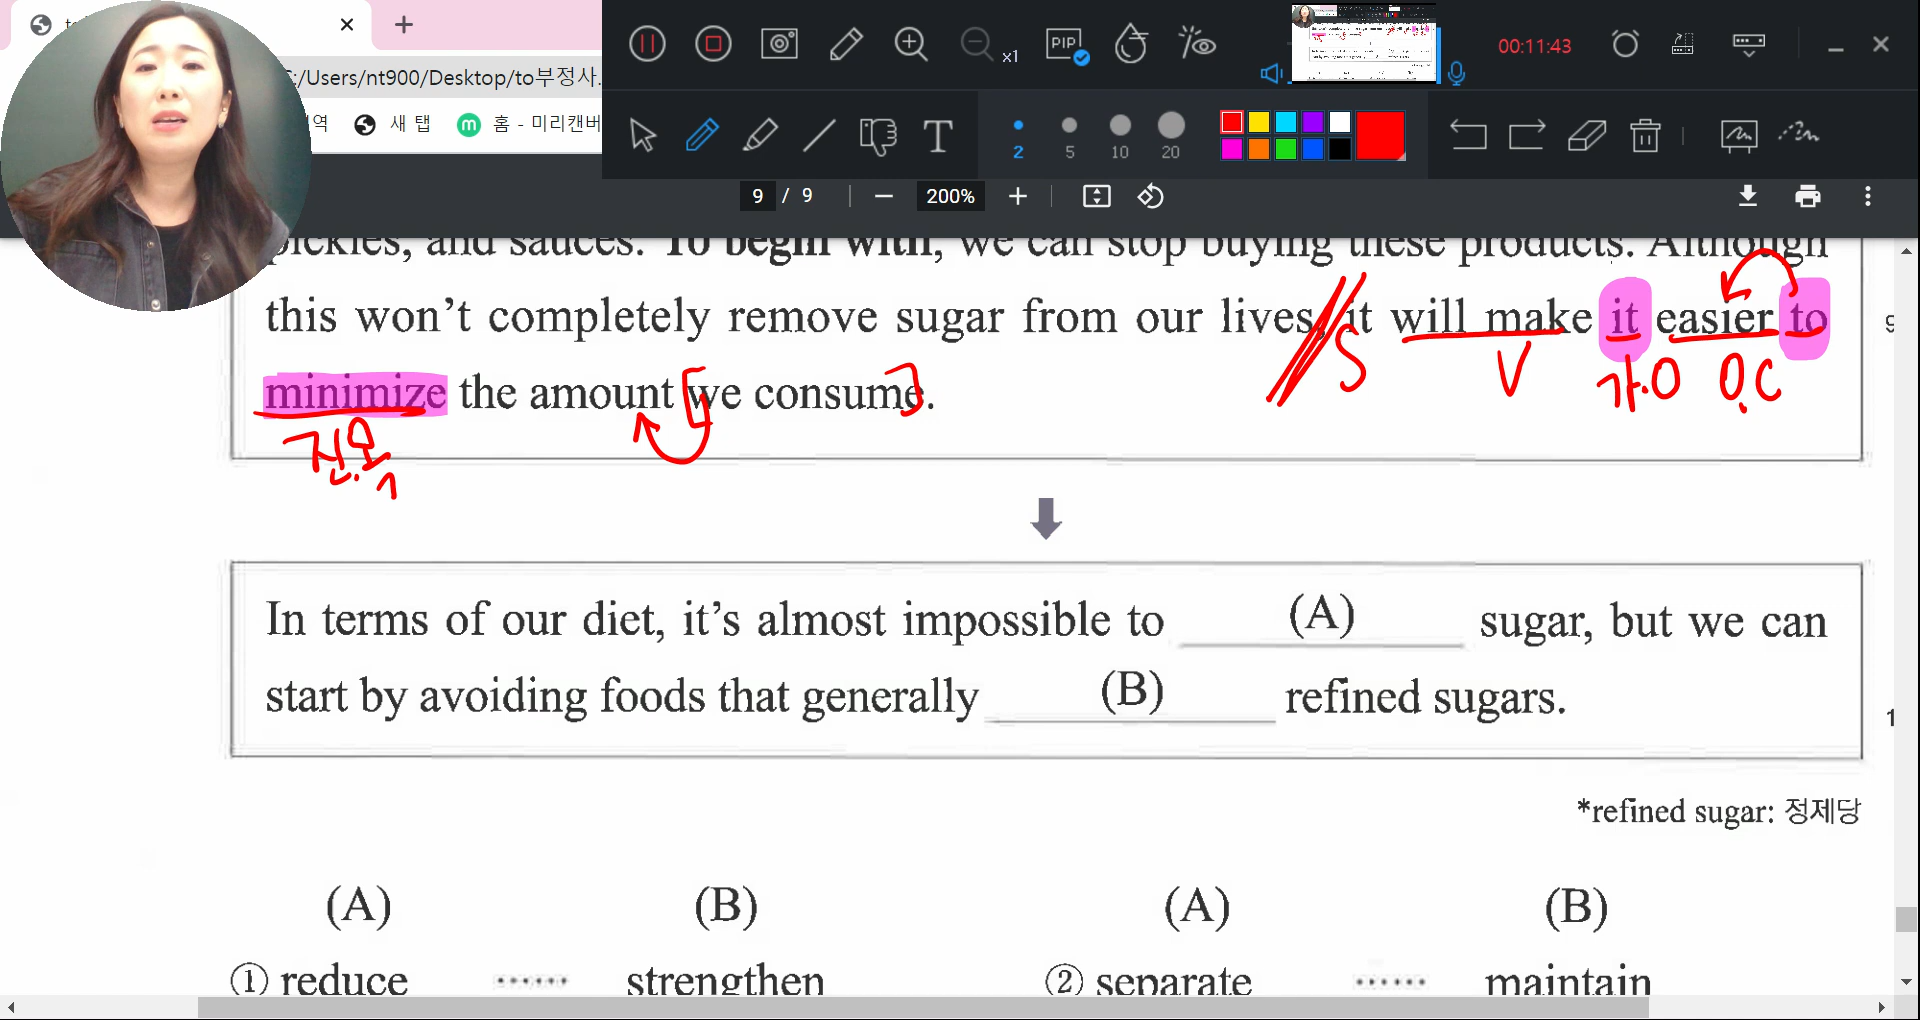 C:/Users/nt900/Desktop/to부정사.
새 탭
홈 - 미리캔버
x1
PIP
00:11:43
T
2
5
10
20
9 / 9
200%
pickles, and sauces. To begin with, we can stop buying these products. Although
this won't completely remove sugar from our lives, it will make it easier to
S
V
가.O
O.C
minimize the amount [we consume].
진.목
In terms of our diet, it's almost impossible to (A) sugar, but we can
start by avoiding foods that generally (B) refined sugars.
*refined sugar: 정제당
(A) (B) (A) (B)
① reduce ······ strengthen ② separate ······ maintain